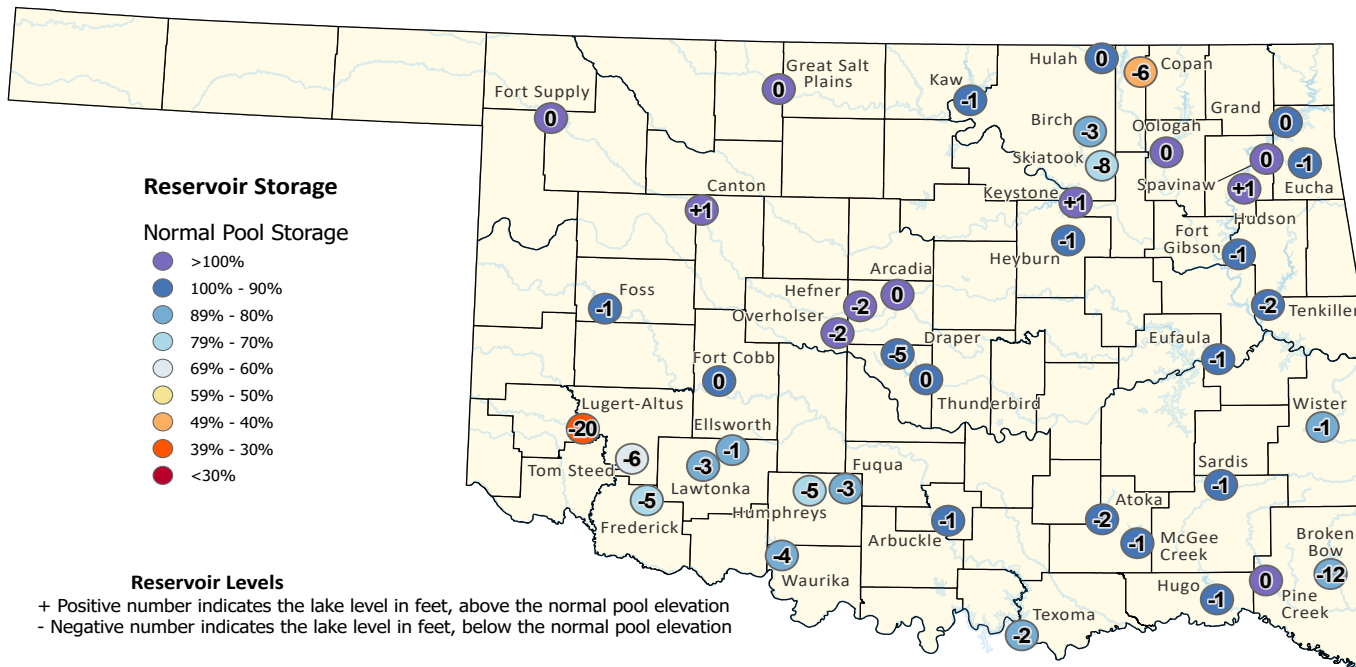 Hulah
0
Copan
-6
Great Salt
Plains
0
Kaw
-1
Fort Supply
0
Grand
0
Birch
-3
Oologah
0
Skiatook
-8
Spavinaw
0
-1
Eucha
Reservoir Storage
Canton
+1
Keystone
+1
+1
Hudson
Normal Pool Storage
>100%
100% - 90%
89% - 80%
79% - 70%
69% - 60%
59% - 50%
49% - 40%
39% - 30%
<30%
Heyburn
-1
Fort
Gibson
-1
Foss
-1
Arcadia
0
Hefner
-2
Overholser
-2
-2
Tenkiller
Draper
-5
Eufaula
-1
Fort Cobb
0
0
Thunderbird
Lugert-Altus
-20
Ellsworth
-1
Wister
-1
Tom Steed
-6
-3
Lawtonka
Fuqua
-3
Sardis
-1
-5
Frederick
-5
Humphreys
Atoka
-2
Arbuckle
-1
-1
McGee
Creek
Broken
Bow
-12
-4
Waurika
Hugo
-1
0
Pine
Creek
Texoma
-2
Reservoir Levels
+ Positive number indicates the lake level in feet, above the normal pool elevation
- Negative number indicates the lake level in feet, below the normal pool elevation